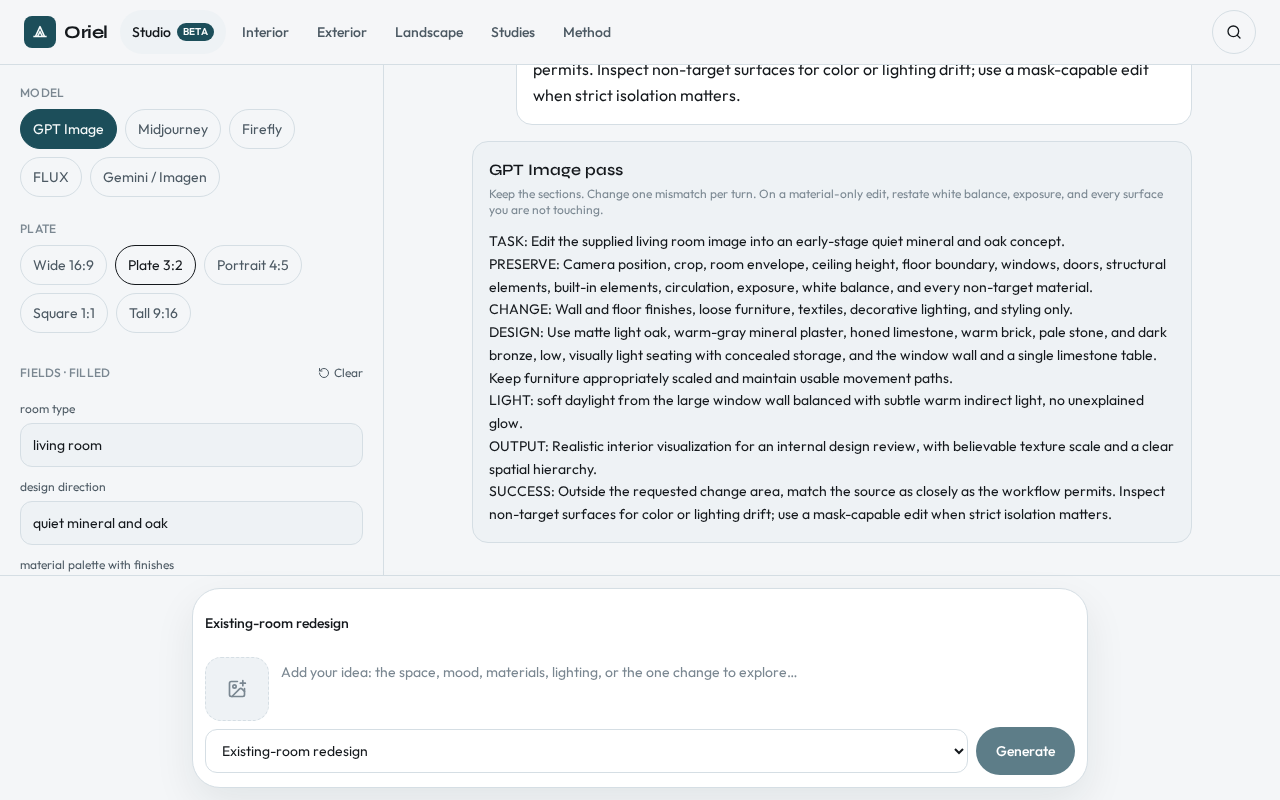 Oriel
Studio BETA
Interior
Exterior
Landscape
Studies
Method
MODEL
GPT Image
Midjourney
Firefly
FLUX
Gemini / Imagen
PLATE
Wide 16:9
Plate 3:2
Portrait 4:5
Square 1:1
Tall 9:16
FIELDS · FILLED
Clear
room type
living room
design direction
quiet mineral and oak
material palette with finishes
permits. Inspect non-target surfaces for color or lighting drift; use a mask-capable edit
when strict isolation matters.
GPT Image pass
Keep the sections. Change one mismatch per turn. On a material-only edit, restate white balance, exposure, and every surface
you are not touching.
TASK: Edit the supplied living room image into an early-stage quiet mineral and oak concept.
PRESERVE: Camera position, crop, room envelope, ceiling height, floor boundary, windows, doors, structural
elements, built-in elements, circulation, exposure, white balance, and every non-target material.
CHANGE: Wall and floor finishes, loose furniture, textiles, decorative lighting, and styling only.
DESIGN: Use matte light oak, warm-gray mineral plaster, honed limestone, warm brick, pale stone, and dark
bronze, low, visually light seating with concealed storage, and the window wall and a single limestone table.
Keep furniture appropriately scaled and maintain usable movement paths.
LIGHT: soft daylight from the large window wall balanced with subtle warm indirect light, no unexplained
glow.
OUTPUT: Realistic interior visualization for an internal design review, with believable texture scale and a clear
spatial hierarchy.
SUCCESS: Outside the requested change area, match the source as closely as the workflow permits. Inspect
non-target surfaces for color or lighting drift; use a mask-capable edit when strict isolation matters.
Existing-room redesign
Add your idea: the space, mood, materials, lighting, or the one change to explore…
Existing-room redesign
Generate